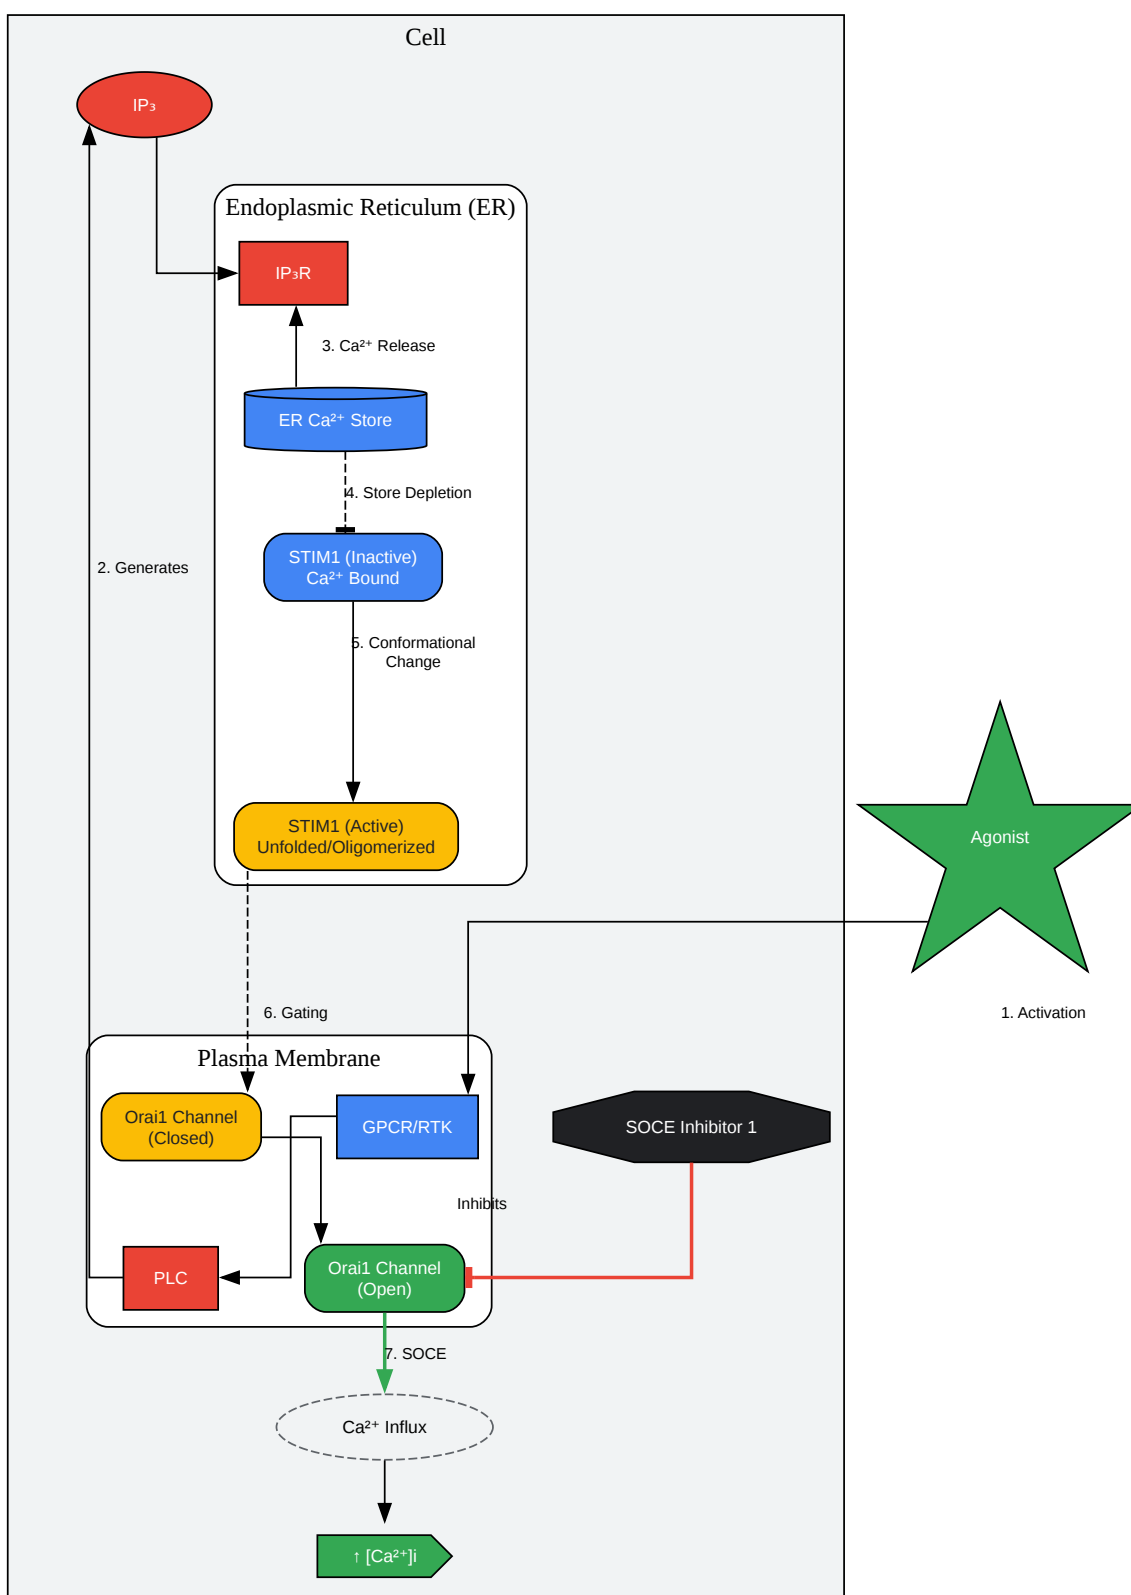 Cell
IP₃
Endoplasmic Reticulum (ER)
IP₃R
3. Ca²⁺ Release
ER Ca²⁺ Store
4. Store Depletion
STIM1 (Inactive)
Ca²⁺ Bound
2. Generates
5. Conformational
Change
STIM1 (Active)
Unfolded/Oligomerized
Agonist
6. Gating
1. Activation
Plasma Membrane
Orai1 Channel
(Closed)
GPCR/RTK
SOCE Inhibitor 1
Inhibits
PLC
Orai1 Channel
(Open)
7. SOCE
Ca²⁺ Influx
↑ [Ca²⁺]i